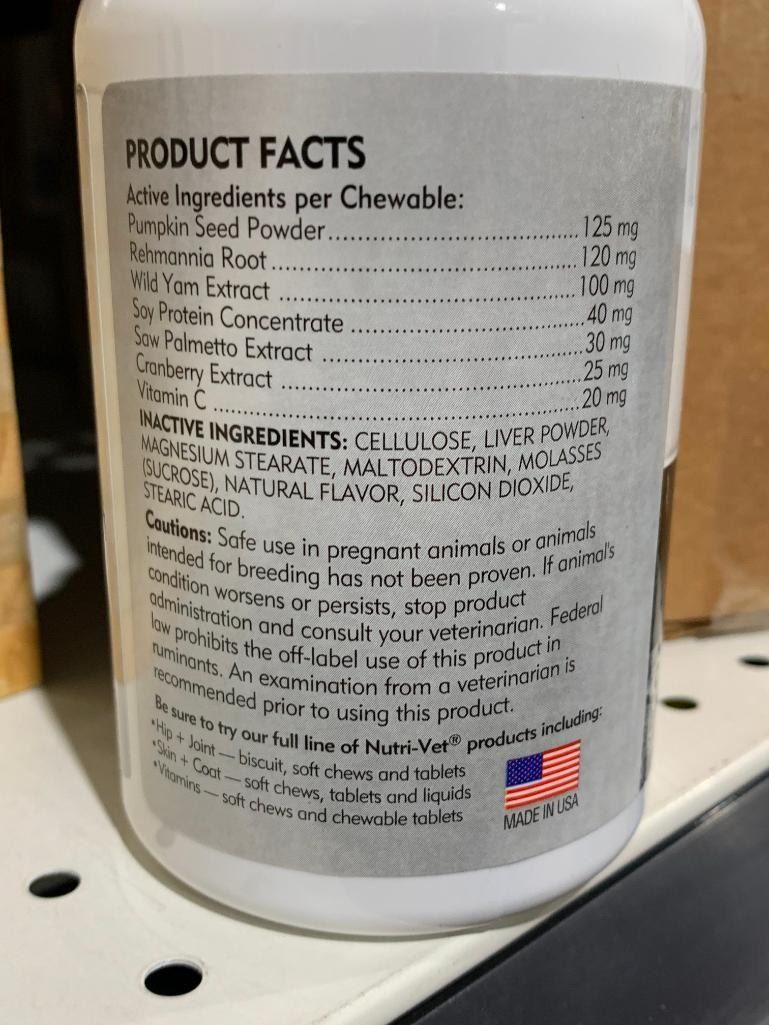 PRODUCT FACTS
Active Ingredients per Chewable:
Pumpkin Seed Powder..............................125 mg
Rehmannia Root......................................120 mg
Wild Yam Extract.....................................100 mg
Soy Protein Concentrate.............................40 mg
Saw Palmetto Extract.................................30 mg
Cranberry Extract......................................25 mg
Vitamin C................................................20 mg
INACTIVE INGREDIENTS: CELLULOSE, LIVER POWDER,
MAGNESIUM STEARATE, MALTODEXTRIN, MOLASSES
(SUCROSE), NATURAL FLAVOR, SILICON DIOXIDE,
STEARIC ACID.
Cautions: Safe use in pregnant animals or animals
intended for breeding has not been proven. If animal's
condition worsens or persists, stop product
administration and consult your veterinarian. Federal
law prohibits the off-label use of this product in
ruminants. An examination from a veterinarian is
recommended prior to using this product.
Be sure to try our full line of Nutri-Vet® products including:
*Hip + Joint — biscuit, soft chews and tablets
*Skin + Coat — soft chews, tablets and liquids
*Vitamins — soft chews and chewable tablets
MADE IN USA